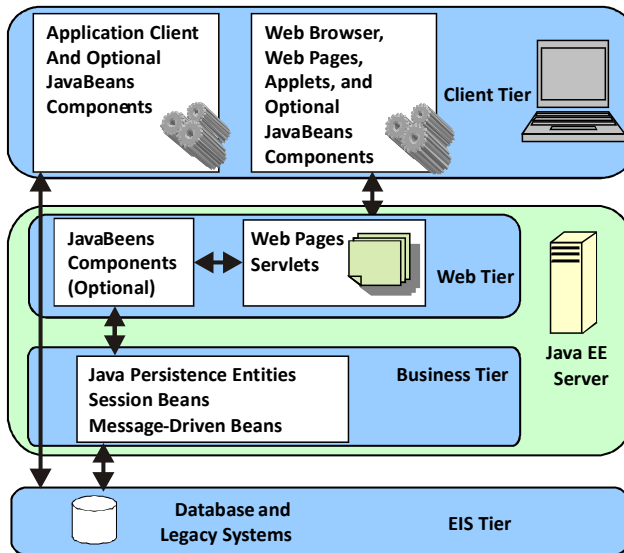 Application Client
And Optional
JavaBeans
Components
Web Browser,
Web Pages,
Applets, and
Optional
JavaBeans
Components
Client Tier
JavaBeens
Components
(Optional)
Web Pages
Servlets
Web Tier
Java EE
Server
Java Persistence Entities
Session Beans
Message-Driven Beans
Business Tier
Database and
Legacy Systems
EIS Tier